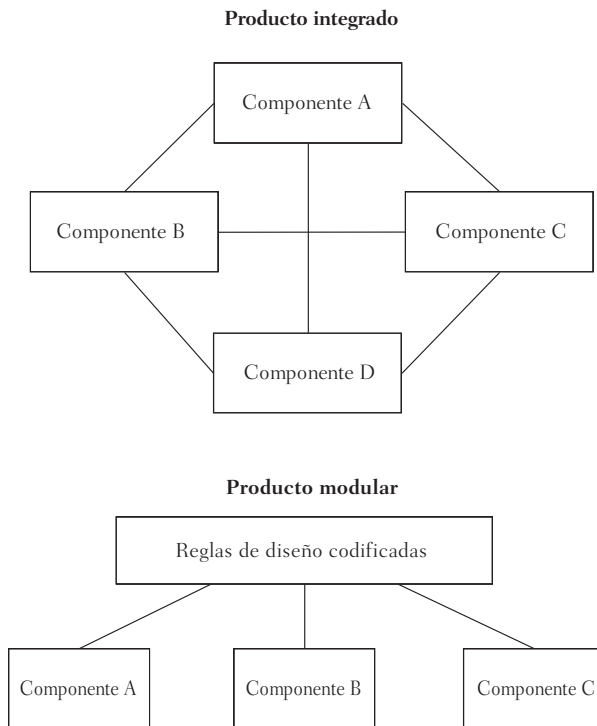 Producto integrado
Componente A
Componente B
Componente C
Componente D
Producto modular
Reglas de diseño codificadas
Componente A
Componente B
Componente C